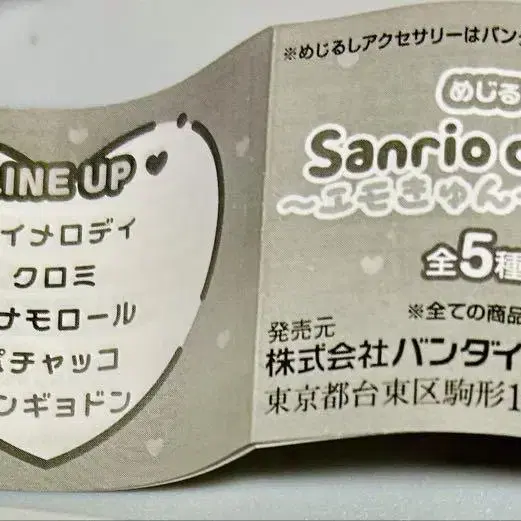 LINE UP
イメロディ
クロミ
ナモロール
ポチャッコ
ンギョドン
※めじるしアクセサリーはバンダ
めじる
Sanrio c
～エモきゅん
全5種
※全ての商品
発売元
株式会社バンダイ
東京都台東区駒形1